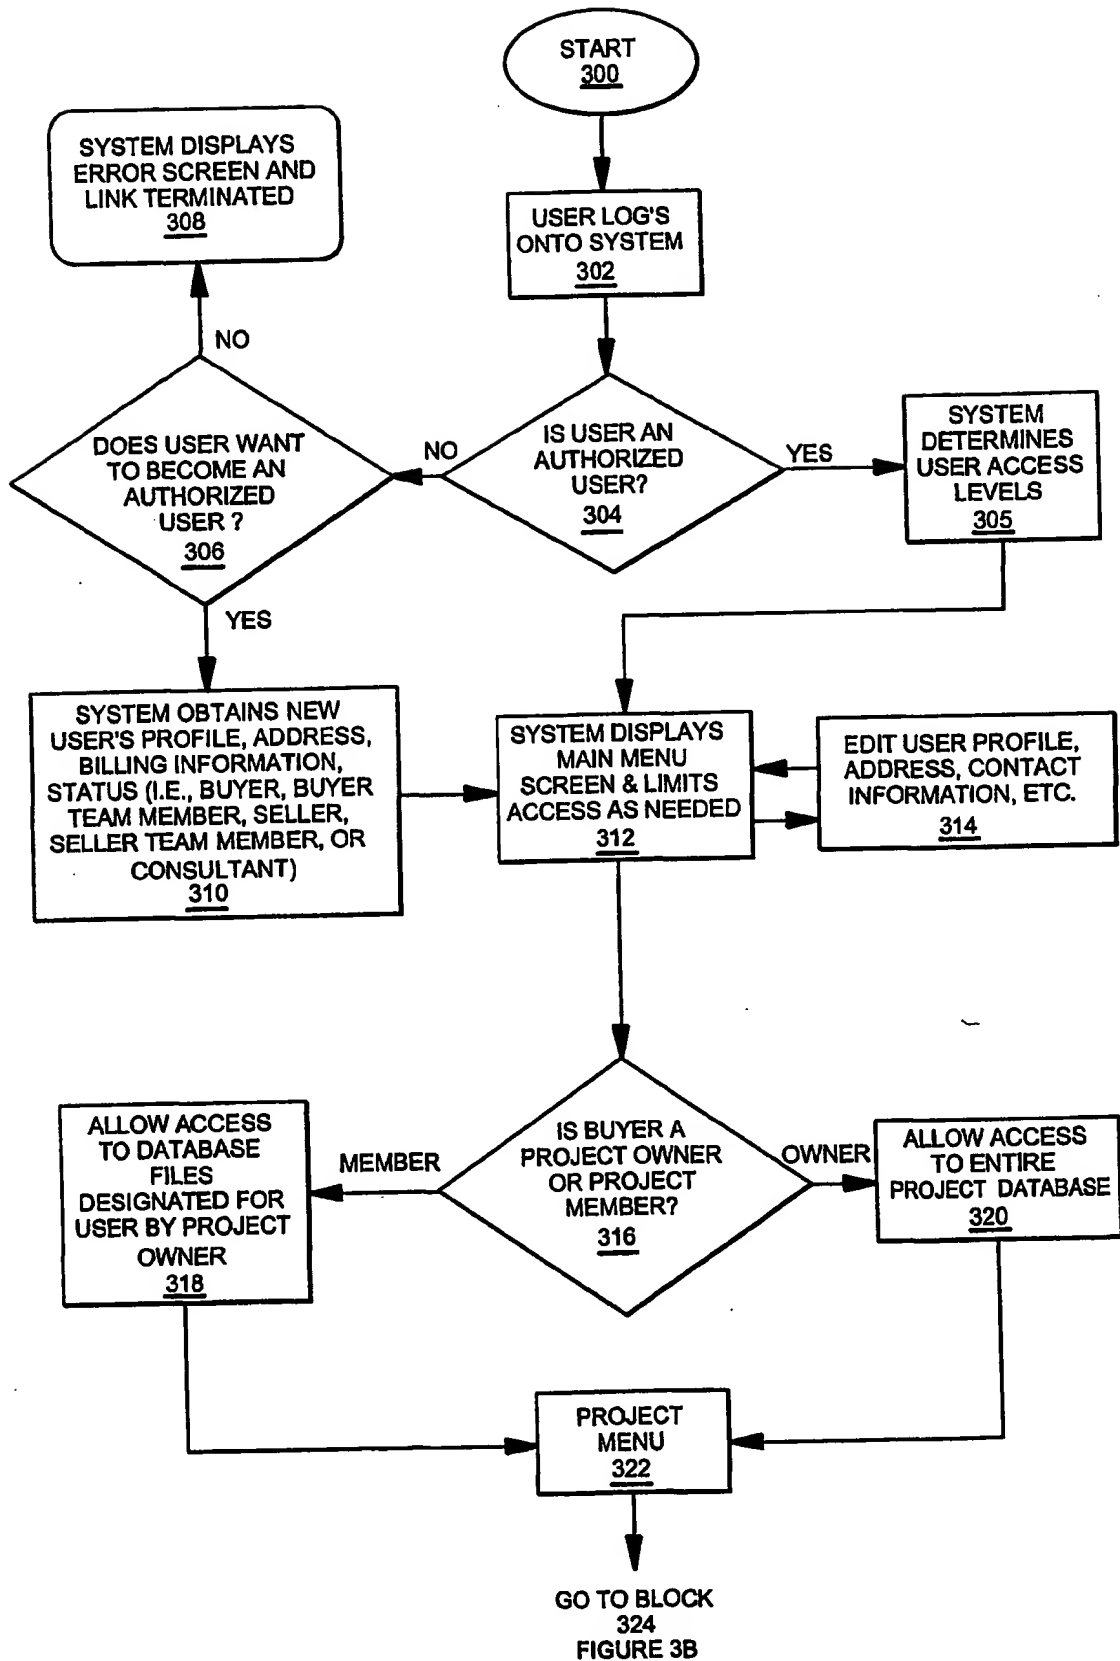 START
300
SYSTEM DISPLAYS
ERROR SCREEN AND
LINK TERMINATED
308
USER LOG'S
ONTO SYSTEM
302
NO
DOES USER WANT
TO BECOME AN
AUTHORIZED
USER ?
306
NO
IS USER AN
AUTHORIZED
USER?
304
YES
SYSTEM
DETERMINES
USER ACCESS
LEVELS
305
YES
SYSTEM OBTAINS NEW
USER'S PROFILE, ADDRESS,
BILLING INFORMATION,
STATUS (I.E., BUYER, BUYER
TEAM MEMBER, SELLER,
SELLER TEAM MEMBER, OR
CONSULTANT)
310
SYSTEM DISPLAYS
MAIN MENU
SCREEN & LIMITS
ACCESS AS NEEDED
312
EDIT USER PROFILE,
ADDRESS, CONTACT
INFORMATION, ETC.
314
ALLOW ACCESS
TO DATABASE
FILES
DESIGNATED FOR
USER BY PROJECT
OWNER
318
MEMBER
IS BUYER A
PROJECT OWNER
OR PROJECT
MEMBER?
316
OWNER
ALLOW ACCESS
TO ENTIRE
PROJECT DATABASE
320
PROJECT
MENU
322
GO TO BLOCK
324
FIGURE 3B